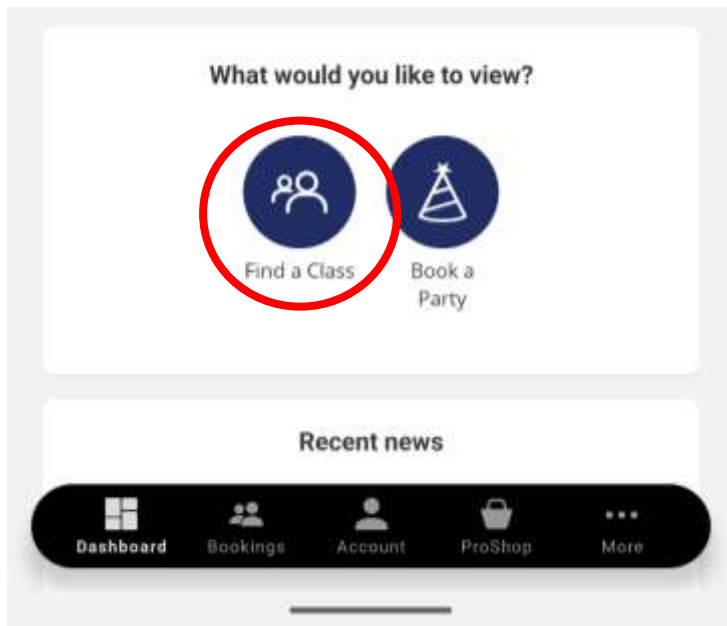 What would you like to view?
Find a Class
Book a
Party
Recent news
Dashboard
Bookings
Account
ProShop
More